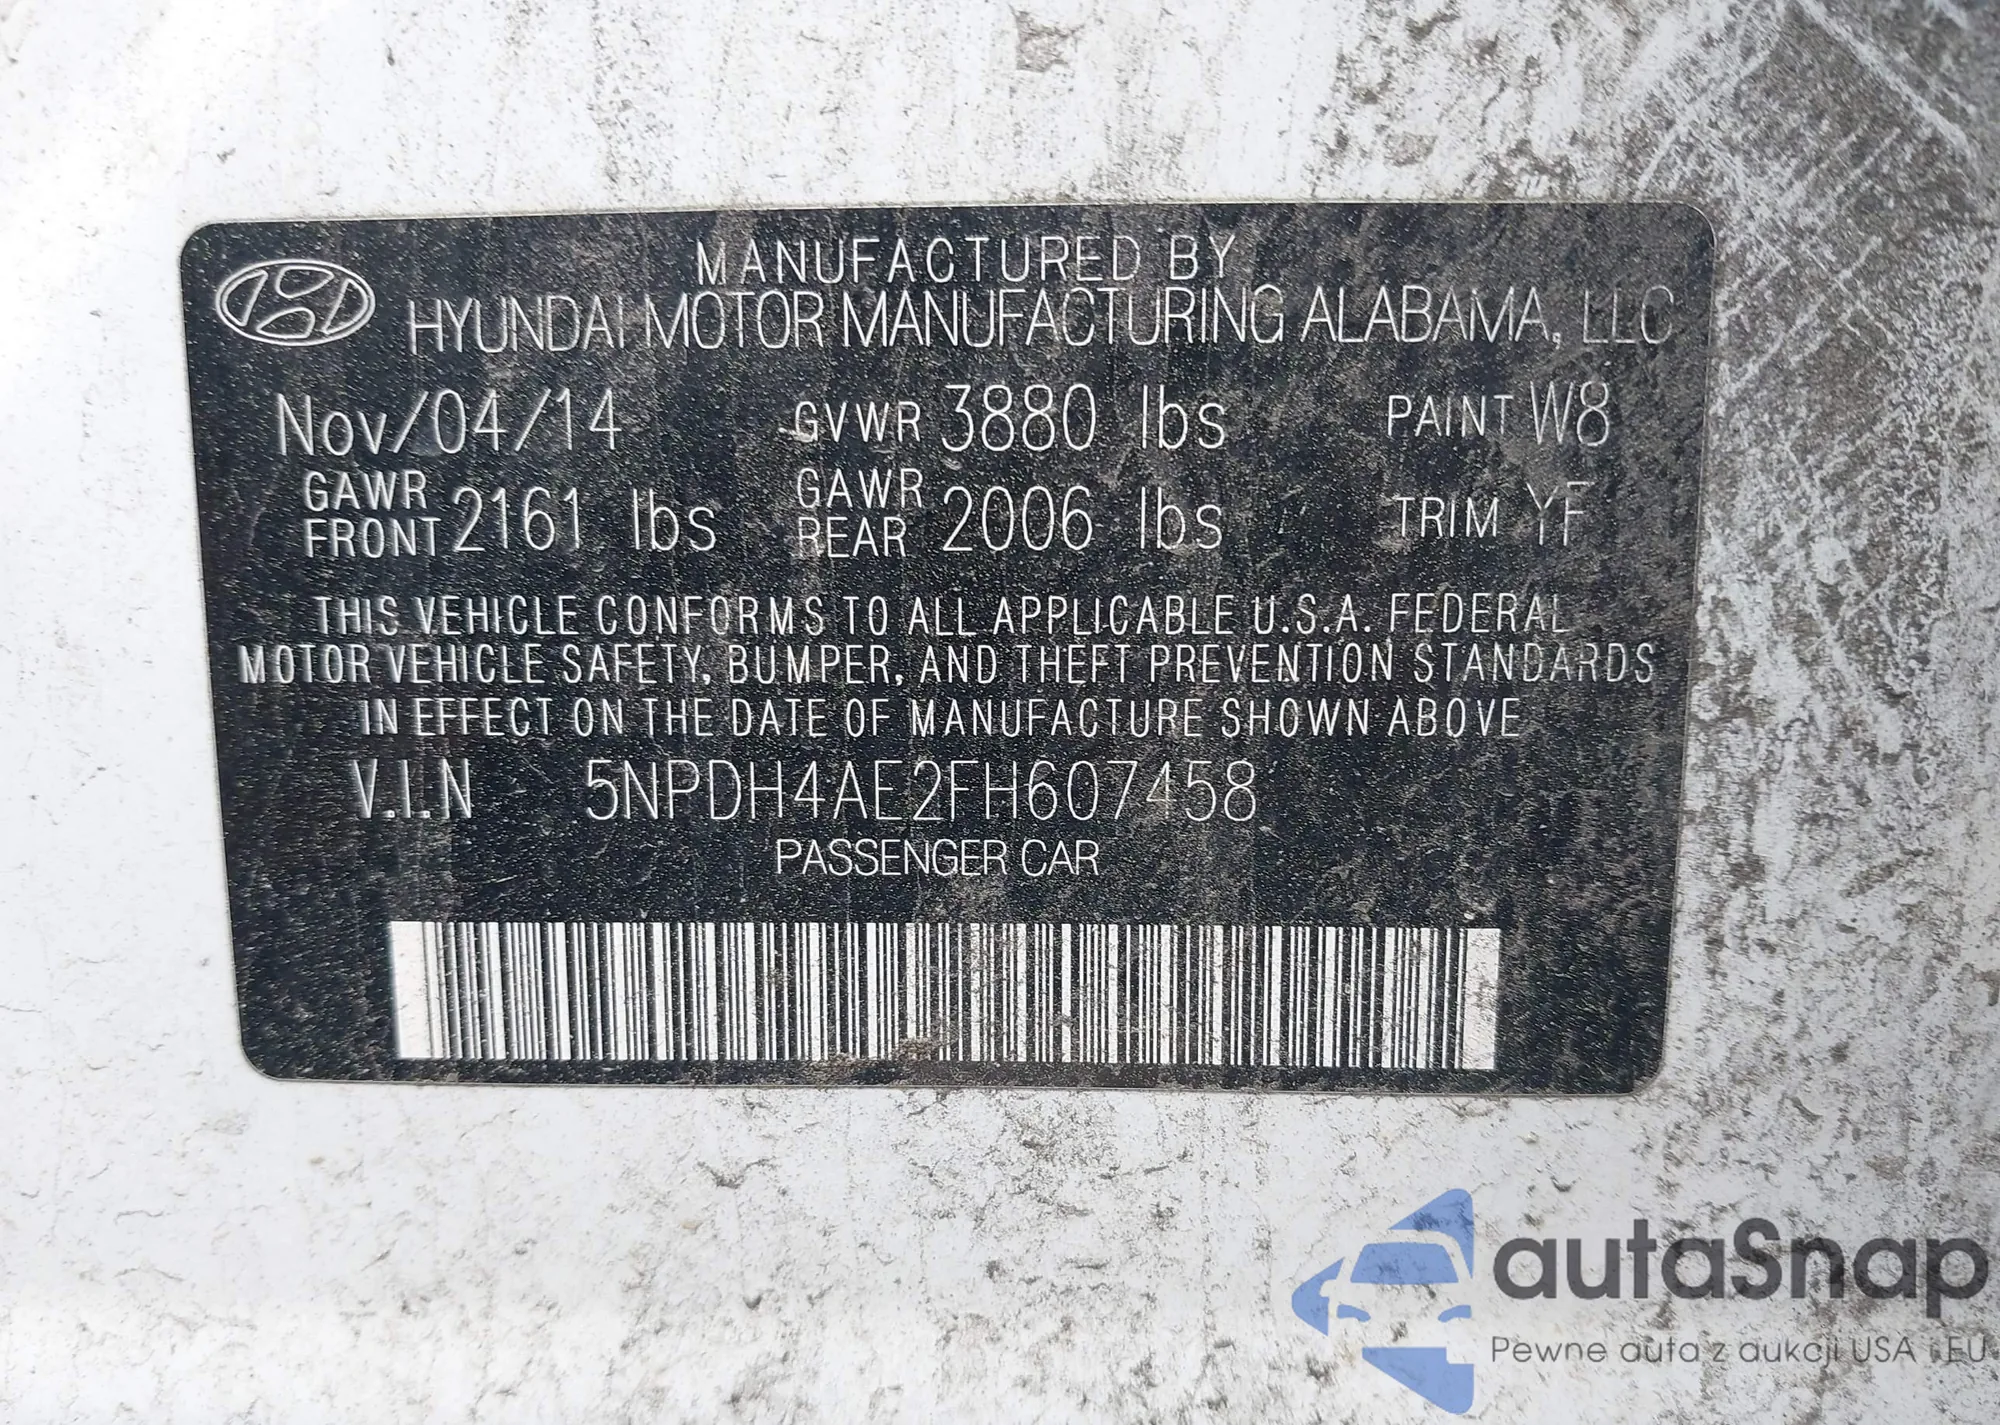 MANUFACTURED BY
HYUNDAI MOTOR MANUFACTURING ALABAMA, LLC
Nov/04/14 GVWR 3880 lbs PAINT W8
GAWR FRONT 2161 lbs GAWR REAR 2006 lbs TRIM YF
THIS VEHICLE CONFORMS TO ALL APPLICABLE U.S.A. FEDERAL
MOTOR VEHICLE SAFETY, BUMPER, AND THEFT PREVENTION STANDARDS
IN EFFECT ON THE DATE OF MANUFACTURE SHOWN ABOVE
V.I.N 5NPDH4AE2FH607458
PASSENGER CAR
autaSnap
Pewne auta z aukcji USA i EU